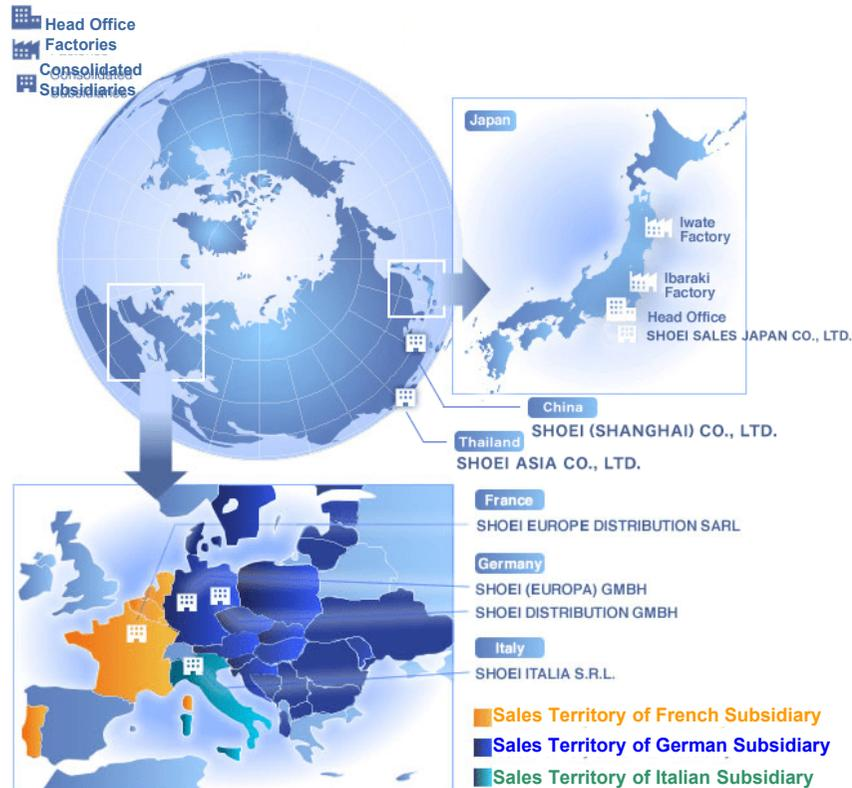 Head Office
Factories
Consolidated
Subsidiaries
Japan
Iwate
Factory
Ibaraki
Factory
Head Office
SHOEI SALES JAPAN CO., LTD.
China
SHOEI (SHANGHAI) CO., LTD.
Thailand
SHOEI ASIA CO., LTD.
France
SHOEI EUROPE DISTRIBUTION SARL
Germany
SHOEI (EUROPA) GMBH
SHOEI DISTRIBUTION GMBH
Italy
SHOEI ITALIA S.R.L.
Sales Territory of French Subsidiary
Sales Territory of German Subsidiary
Sales Territory of Italian Subsidiary